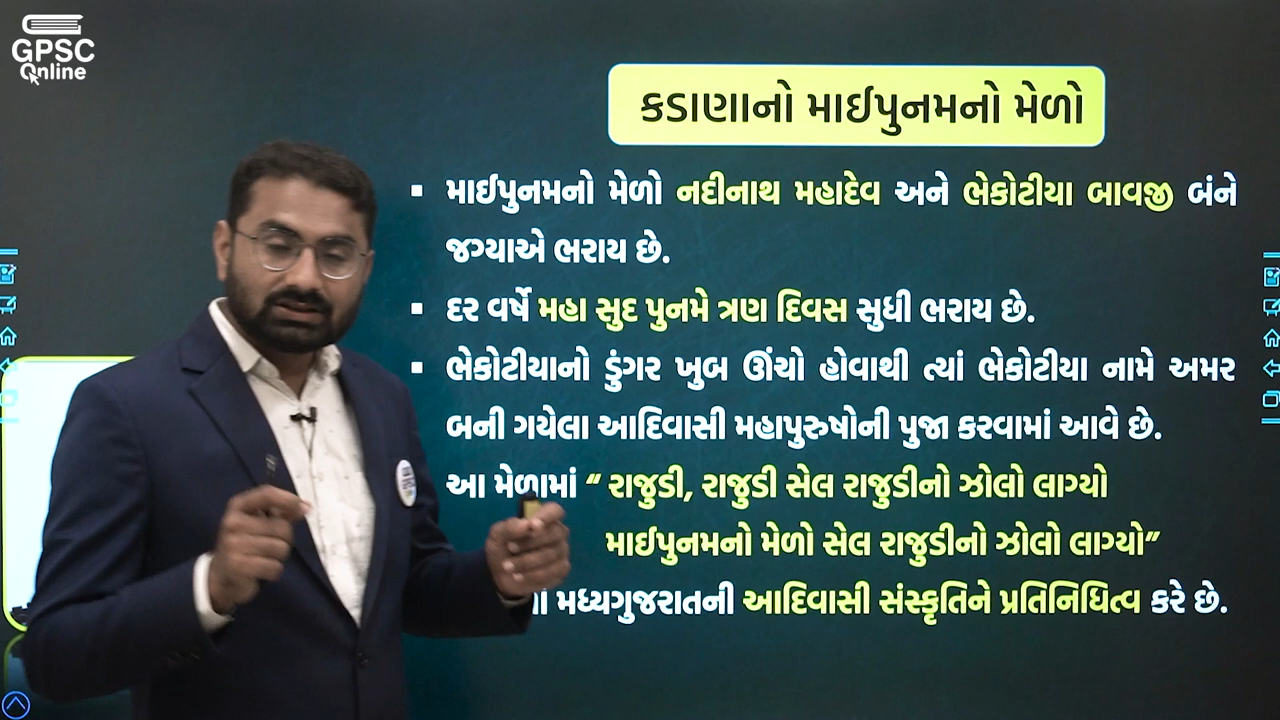 GPSC
Online
કડાણાનો માઈપુનમનો મેળો
▪ માઈપુનમનો મેળો નદીનાથ મહાદેવ અને ભેકોટીયા બાવજી બંને
જગ્યાએ ભરાય છે.
▪ દર વર્ષે મહા સુદ પુનમે ત્રણ દિવસ સુધી ભરાય છે.
▪ ભેકોટીયાનો ડુંગર ખુબ ઊંચો હોવાથી ત્યાં ભેકોટીયા નામે અમર
બની ગયેલા આદિવાસી મહાપુરુષોની પુજા કરવામાં આવે છે.
આ મેળામાં “ રાજુડી, રાજુડી સેલ રાજુડીનો ઝોલો લાગ્યો
માઈપુનમનો મેળો સેલ રાજુડીનો ઝોલો લાગ્યો”
મધ્યગુજરાતની આદિવાસી સંસ્કૃતિને પ્રતિનિધિત્વ કરે છે.